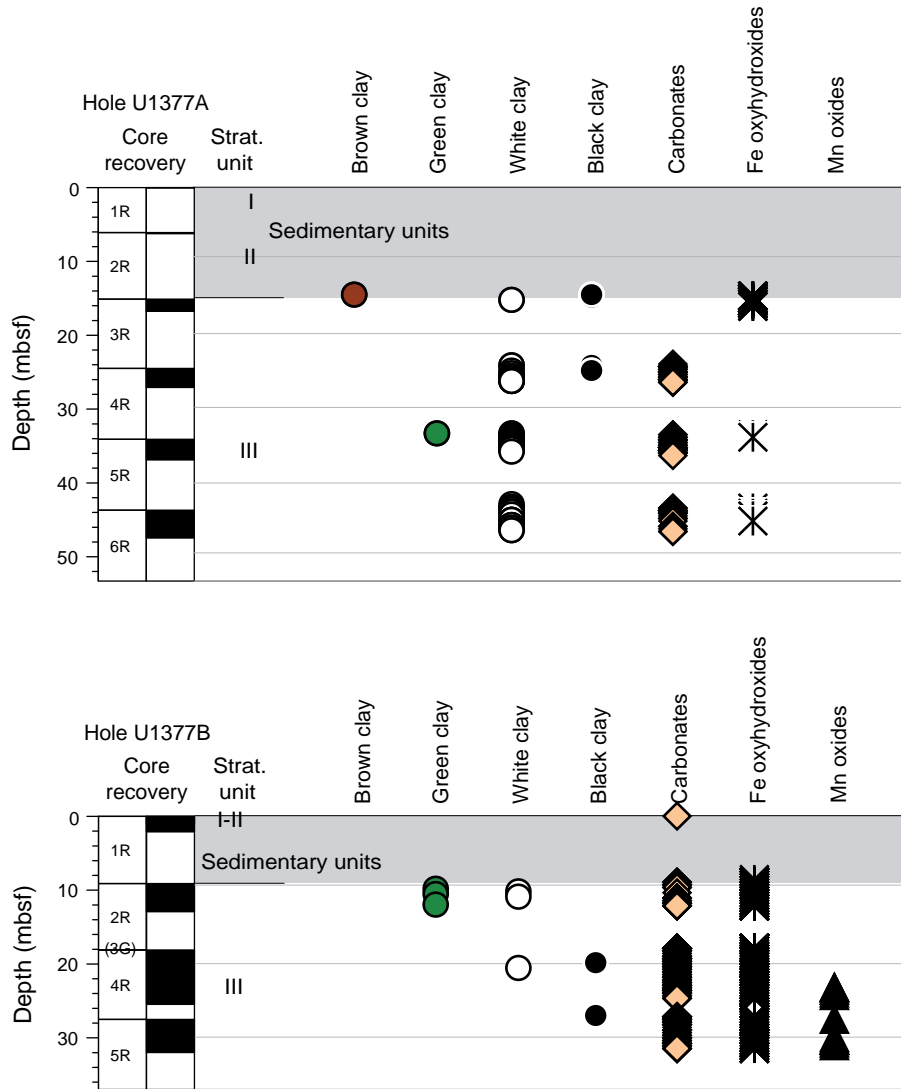 Hole U1377A
Core recovery
Strat. unit
Brown clay
Green clay
White clay
Black clay
Carbonates
Fe oxyhydroxides
Mn oxides
Depth (mbsf)
0
10
20
30
40
50
1R
2R
3R
4R
5R
6R
I
Sedimentary units
II
III
Hole U1377B
Core recovery
Strat. unit
Brown clay
Green clay
White clay
Black clay
Carbonates
Fe oxyhydroxides
Mn oxides
Depth (mbsf)
0
10
20
30
1R
2R
(3G)
4R
5R
I-II
Sedimentary units
III